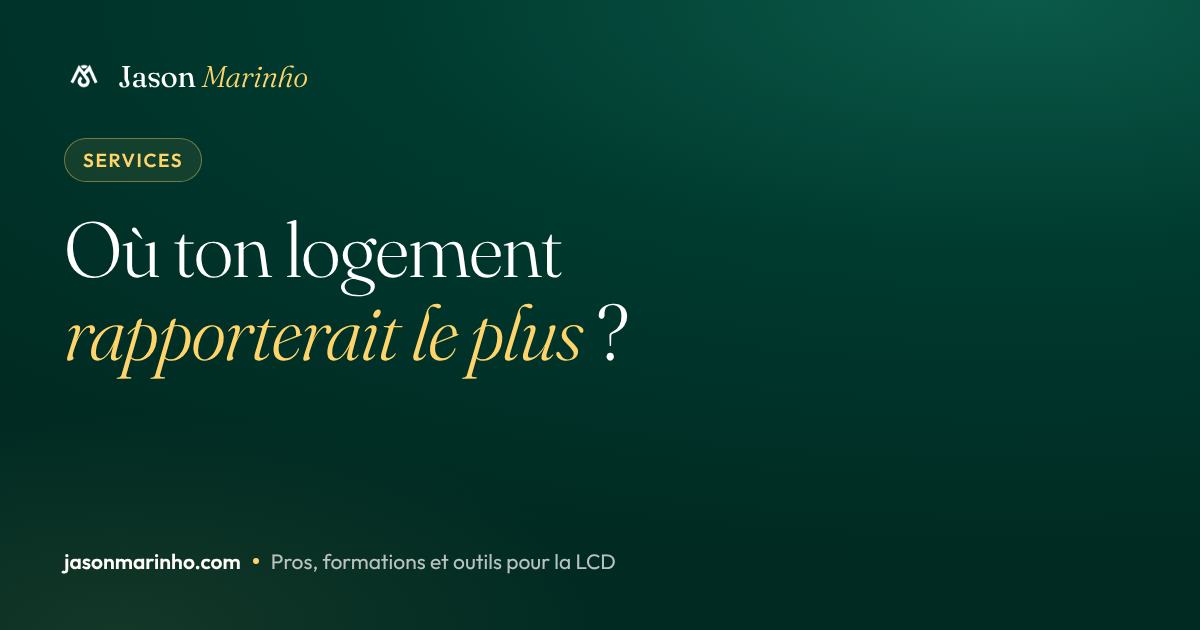 Jason Marinho
SERVICES
Où ton logement
rapporterait le plus ?
jasonmarinho.com • Pros, formations et outils pour la LCD